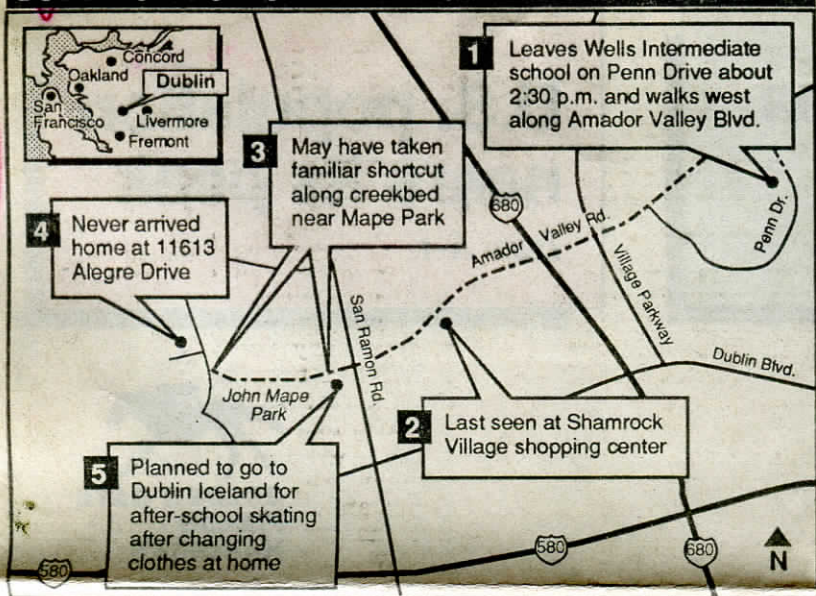 Concord
Oakland
Dublin
San
Francisco
Livermore
Fremont
1
Leaves Wells Intermediate
school on Penn Drive about
2:30 p.m. and walks west
along Amador Valley Blvd.
3
May have taken
familiar shortcut
along creekbed
near Mape Park
680
Amador Valley Rd.
Penn Dr.
4
Never arrived
home at 11613
Alegre Drive
Village Parkway
San Ramon Rd.
Dublin Blvd.
John Mape
Park
2
Last seen at Shamrock
Village shopping center
5
Planned to go to
Dublin Iceland for
after-school skating
after changing
clothes at home
580
580
680
N